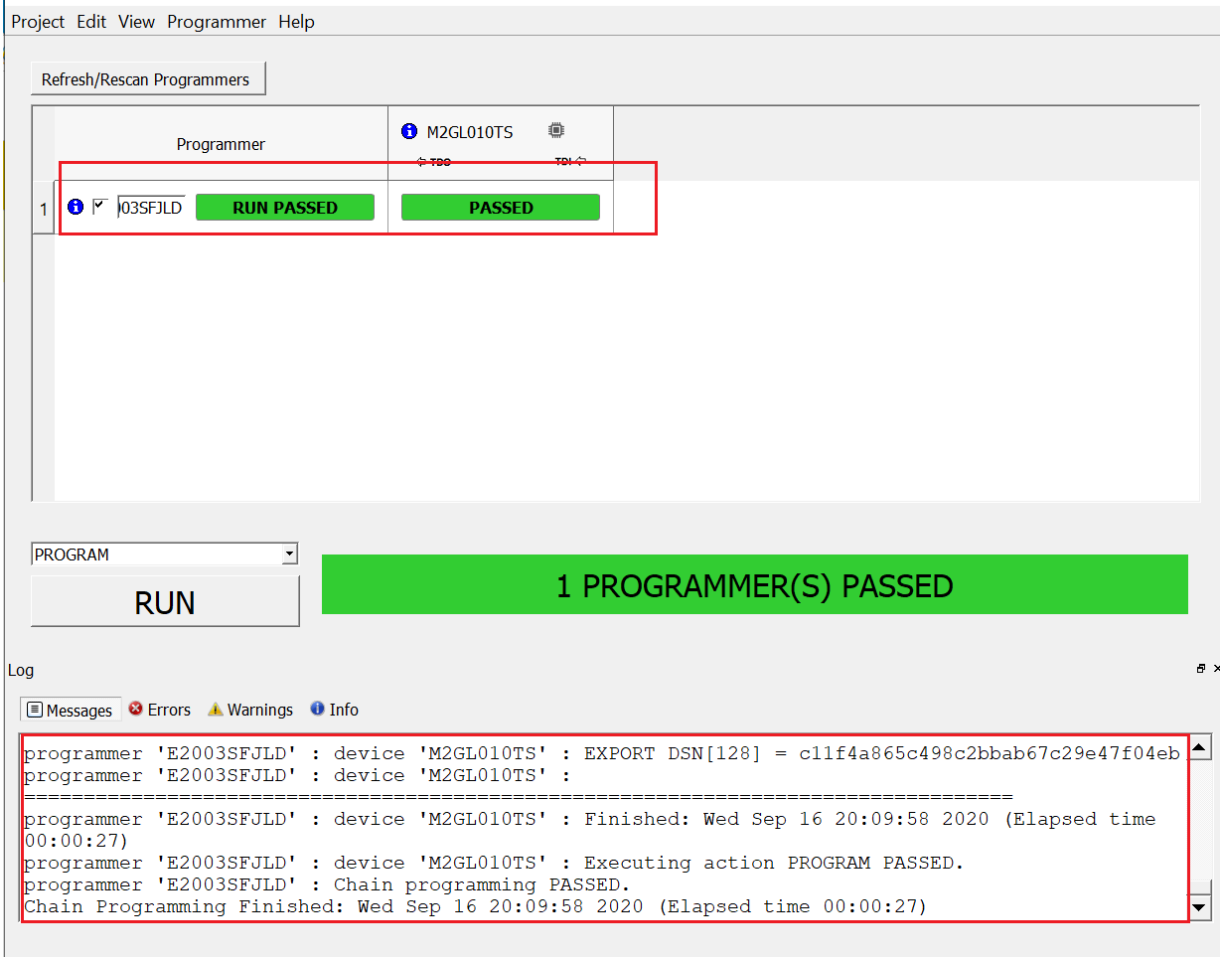 Project Edit View Programmer Help
Refresh/Rescan Programmers
Programmer
M2GL010TS
TDO TDI
1 03SFJLD RUN PASSED PASSED
PROGRAM
RUN
1 PROGRAMMER(S) PASSED
Log
Messages Errors Warnings Info
programmer 'E2003SFJLD' : device 'M2GL010TS' : EXPORT DSN[128] = c11f4a865c498c2bbab67c29e47f04eb
programmer 'E2003SFJLD' : device 'M2GL010TS' :
===================================================================================
programmer 'E2003SFJLD' : device 'M2GL010TS' : Finished: Wed Sep 16 20:09:58 2020 (Elapsed time
00:00:27)
programmer 'E2003SFJLD' : device 'M2GL010TS' : Executing action PROGRAM PASSED.
programmer 'E2003SFJLD' : Chain programming PASSED.
Chain Programming Finished: Wed Sep 16 20:09:58 2020 (Elapsed time 00:00:27)